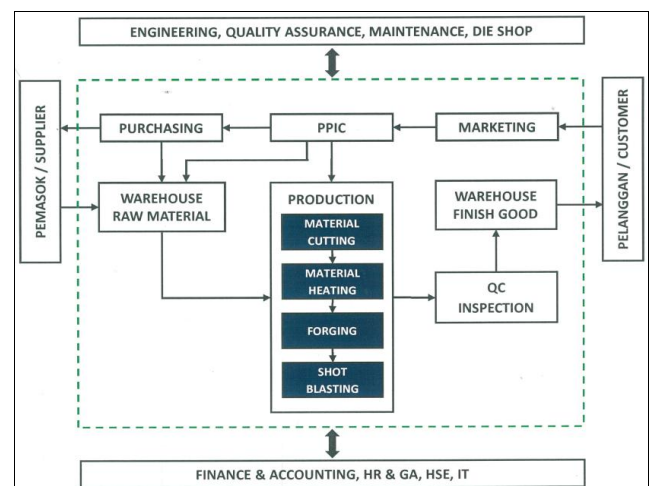 ENGINEERING, QUALITY ASSURANCE, MAINTENANCE, DIE SHOP
PEMASOK / SUPPLIER
PURCHASING
PPIC
MARKETING
PELANGGAN / CUSTOMER
WAREHOUSE
RAW MATERIAL
PRODUCTION
MATERIAL
CUTTING
MATERIAL
HEATING
FORGING
SHOT
BLASTING
WAREHOUSE
FINISH GOOD
QC
INSPECTION
FINANCE & ACCOUNTING, HR & GA, HSE, IT